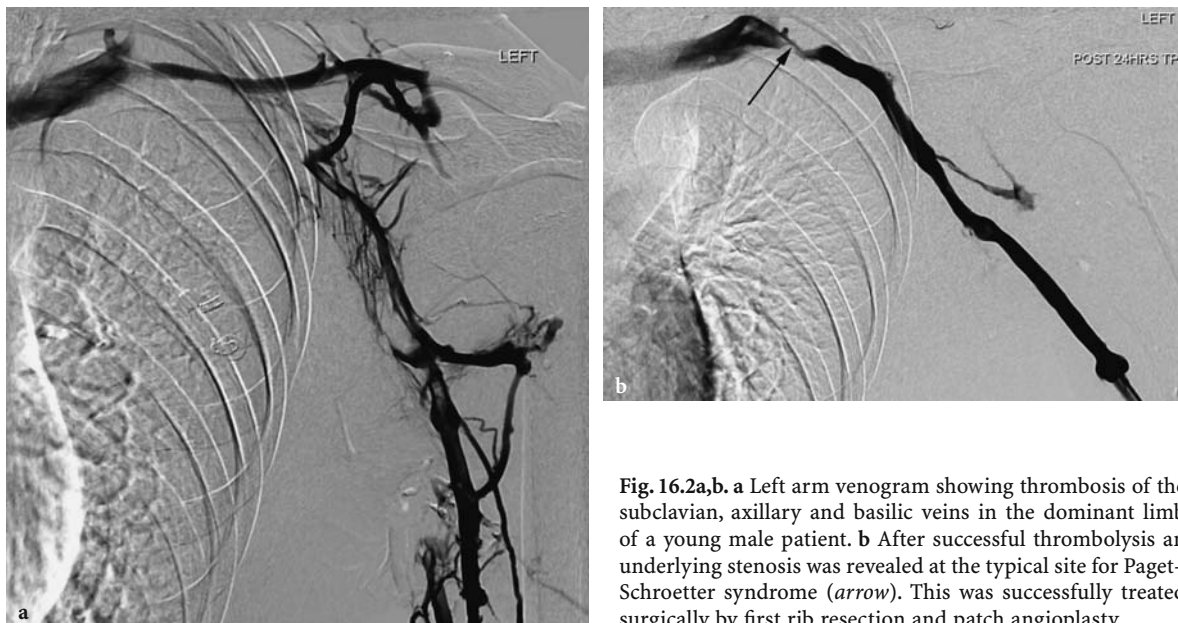 LEFT
a
LEFT
POST 24HRS TP
b
Fig. 16.2a,b. a Left arm venogram showing thrombosis of the
subclavian, axillary and basilic veins in the dominant limb
of a young male patient. b After successful thrombolysis an
underlying stenosis was revealed at the typical site for Paget-
Schroetter syndrome (arrow). This was successfully treated
surgically by first rib resection and patch angioplasty